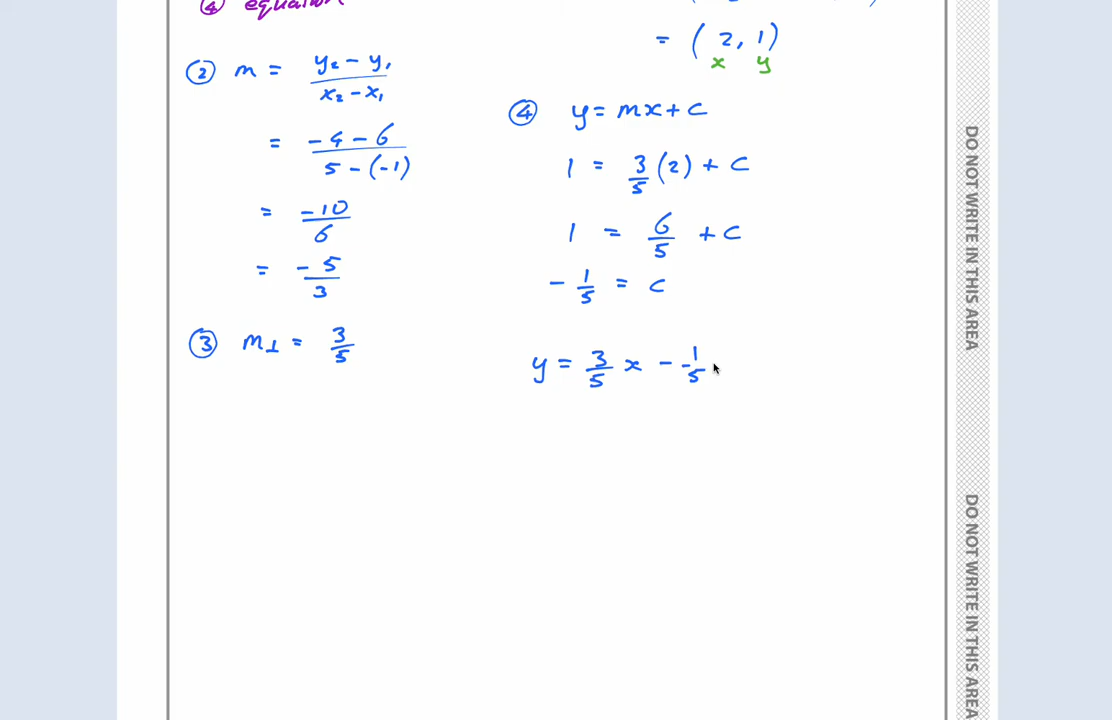 ④ equation
= (2, 1)
x y
② m = y₂ - y₁ / x₂ - x₁
= -4 - 6 / 5 - (-1)
= -10 / 6
= -5 / 3
③ m⊥ = 3/5
④ y = mx + c
1 = 3/5 (2) + c
1 = 6/5 + c
- 1/5 = c
y = 3/5 x - 1/5
DO NOT WRITE IN THIS AREA
DO NOT WRITE IN THIS AREA